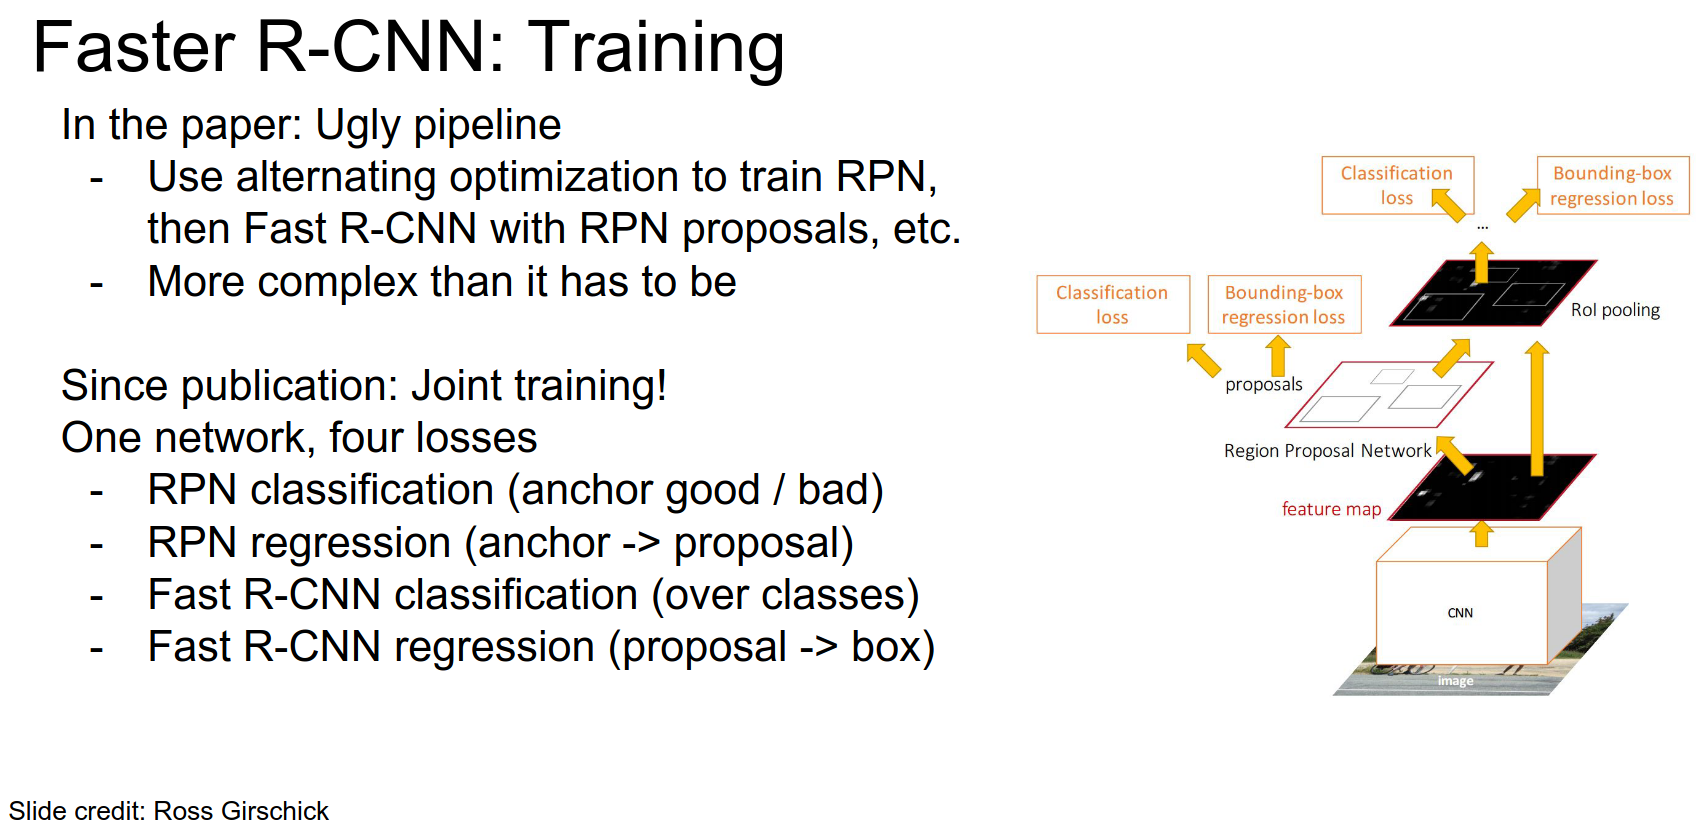 Faster R-CNN: Training
In the paper: Ugly pipeline
- Use alternating optimization to train RPN,
then Fast R-CNN with RPN proposals, etc.
- More complex than it has to be
Since publication: Joint training!
One network, four losses
- RPN classification (anchor good / bad)
- RPN regression (anchor -> proposal)
- Fast R-CNN classification (over classes)
- Fast R-CNN regression (proposal -> box)
Classification
loss
Bounding-box
regression loss
...
Classification
loss
Bounding-box
regression loss
RoI pooling
proposals
Region Proposal Network
feature map
CNN
image
Slide credit: Ross Girschick